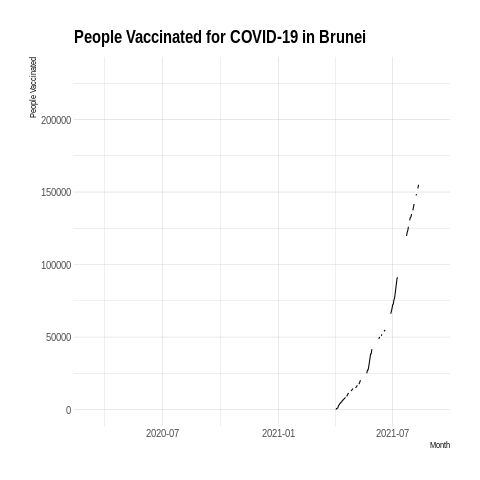 People Vaccinated for COVID-19 in Brunei
People Vaccinated
200000
150000
100000
50000
0
2020-07
2021-01
2021-07
Month